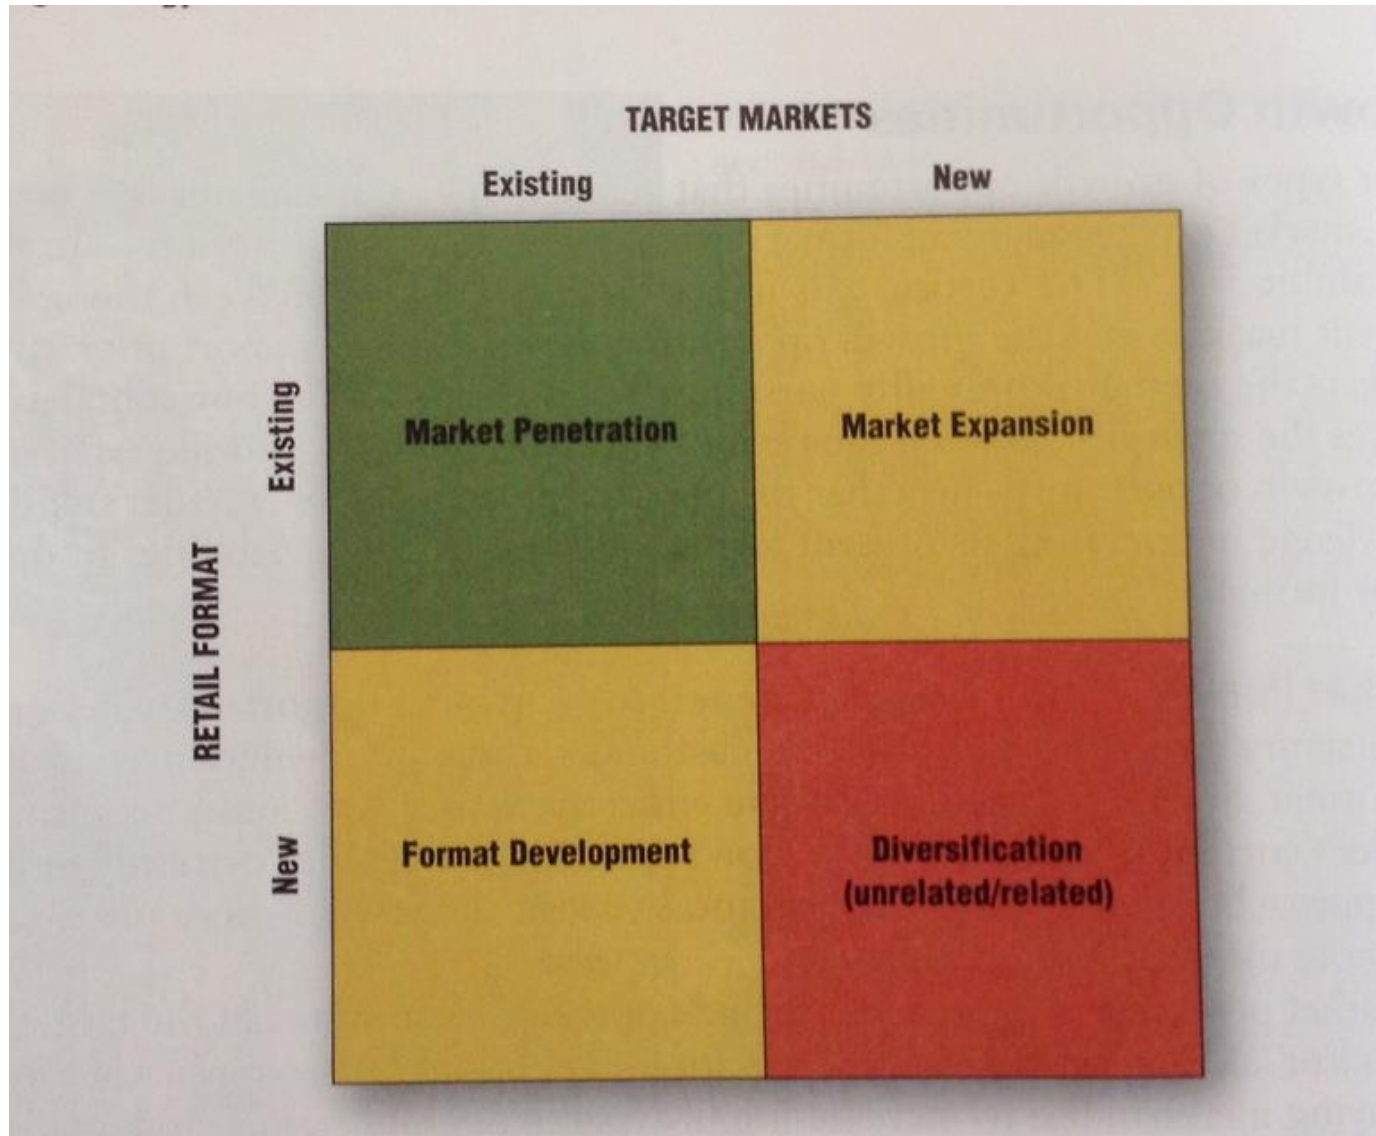 TARGET MARKETS
Existing
New
RETAIL FORMAT
Existing
Market Penetration
Market Expansion
New
Format Development
Diversification
(unrelated/related)